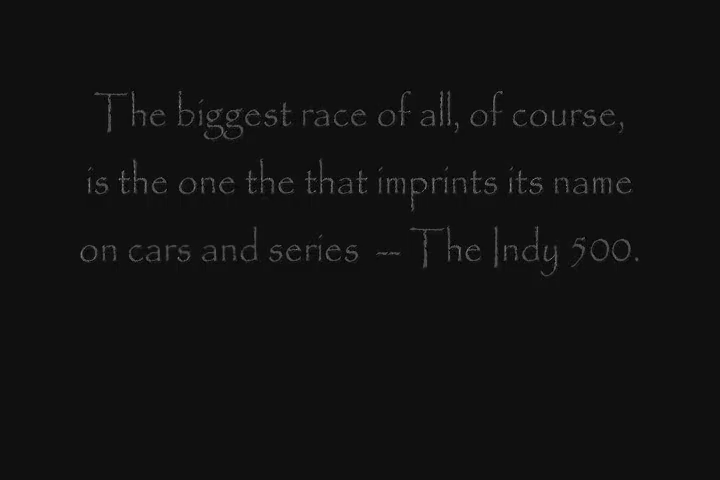 The biggest race of all, of course,
is the one the that imprints its name
on cars and series -- The Indy 500.